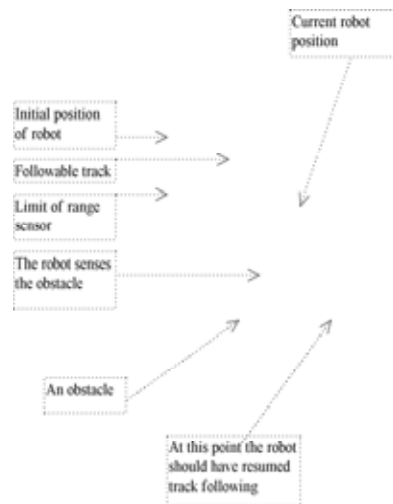 Current robot
position
Initial position
of robot
Followable track
Limit of range
sensor
The robot senses
the obstacle
An obstacle
At this point the robot
should have resumed
track following